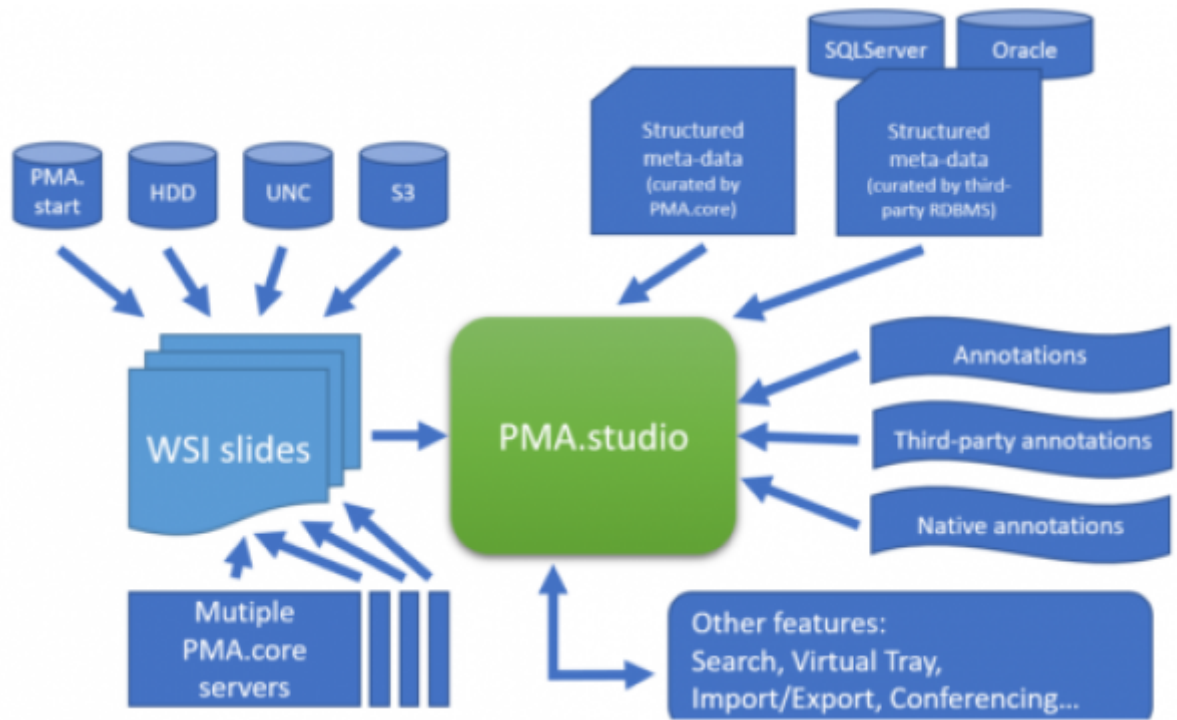 SQLServer
Oracle
Structured
meta-data
(curated by
PMA.core)
Structured
meta-data
(curated by third-
party RDBMS)
PMA.
start
HDD
UNC
S3
WSI slides
PMA.studio
Annotations
Third-party annotations
Native annotations
Mutiple
PMA.core
servers
Other features:
Search, Virtual Tray,
Import/Export, Conferencing...